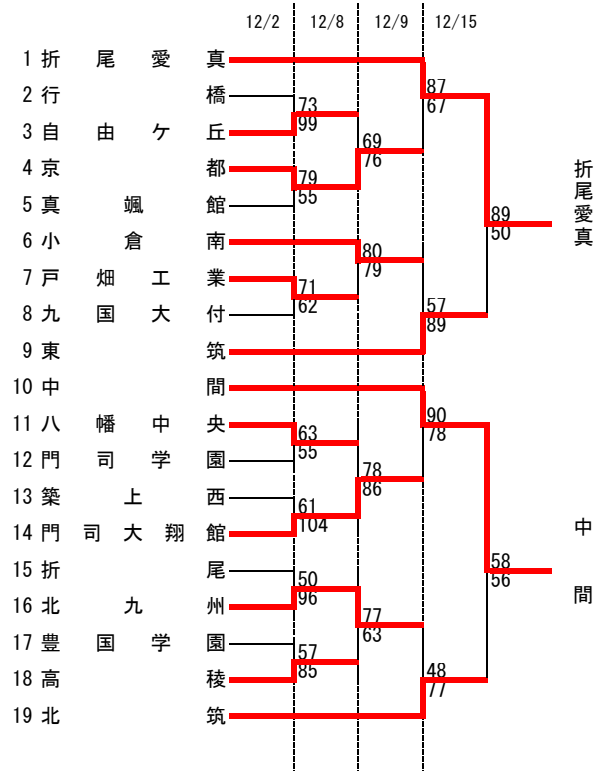 12/2 12/8 12/9 12/15
1 折尾愛真
87
2 行橋
67
73
3 自由ケ丘
99
69
4 京都
76
79
5 真颯館
55
折尾愛真
89
6 小倉南
50
80
7 戸畑工業
79
71
8 九国大付
62
57
9 東筑
89
10 中間
90
11 八幡中央
78
63
12 門司学園
55
78
13 築上西
86
61
14 門司大翔館
104
中間
15 折尾
58
50
56
16 北九州
96
77
17 豊国学園
63
57
18 高稜
85
48
19 北筑
77